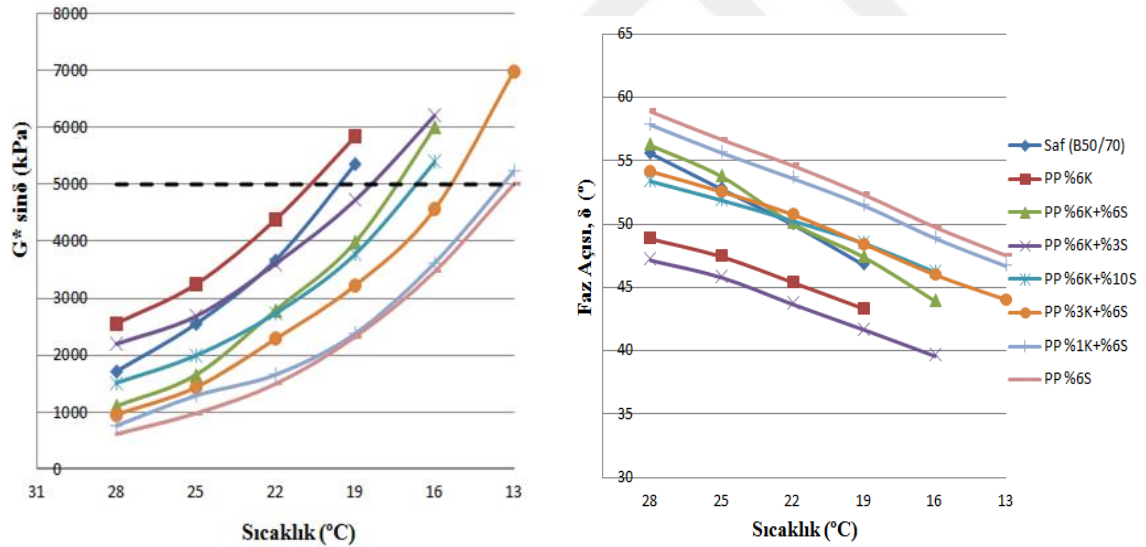 8000
7000
6000
5000
4000
3000
2000
1000
0
31 28 25 22 19 16 13
G* sinδ (kPa)
Sıcaklık (°C)
65
60
55
50
45
40
35
30
28 25 22 19 16 13
Faz Açısı, δ (°)
Sıcaklık (°C)
Saf (B50/70)
PP %6K
PP %6K+%6S
PP %6K+%3S
PP %6K+%10S
PP %3K+%6S
PP %1K+%6S
PP %6S